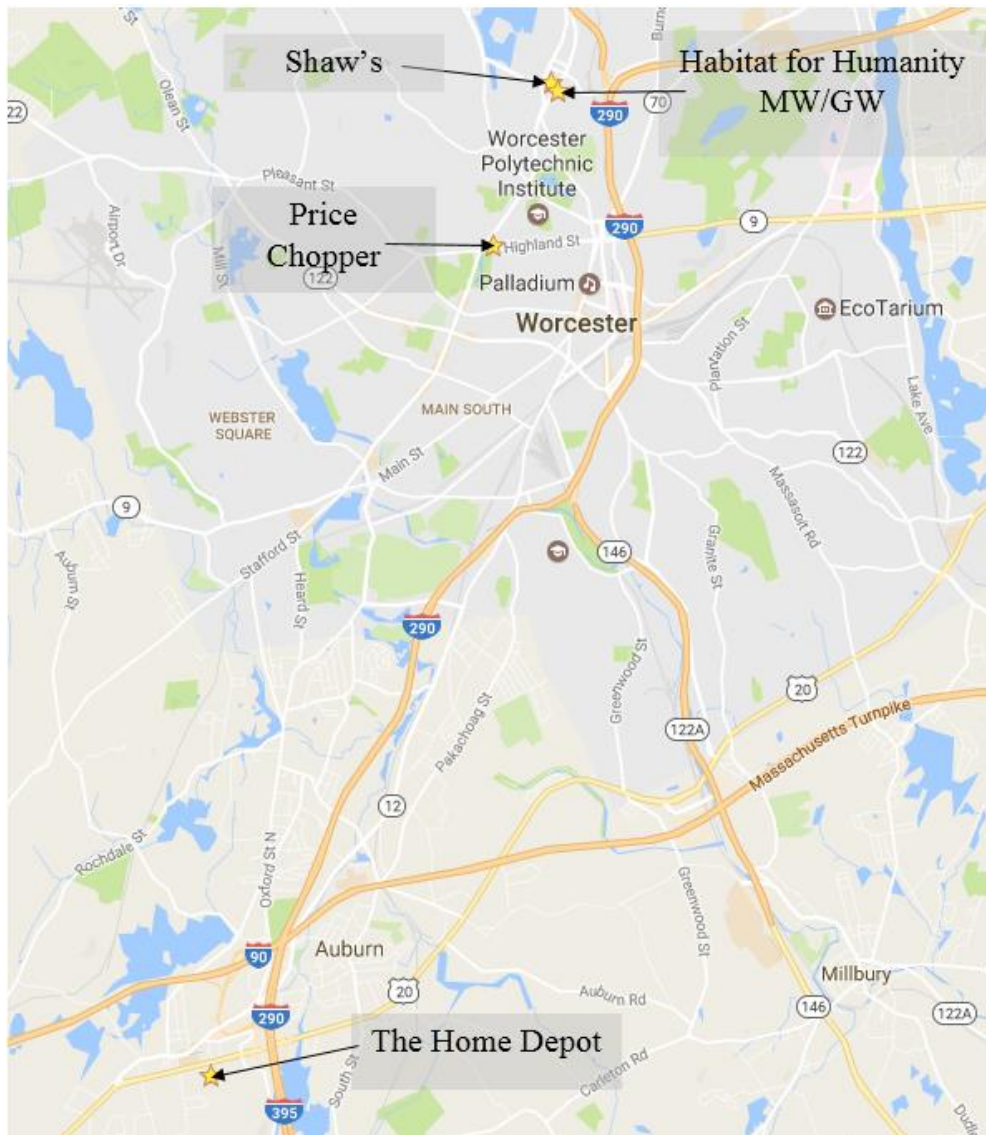 Shaw's
Habitat for Humanity
MW/GW
Olean St
290
70
22
Worcester
Polytechnic
Institute
Pleasant St
Price
Chopper
Airport Dr
Mill St
Highland St
290
9
122
Palladium
EcoTarium
Worcester
Plantation St
Lake Ave
WEBSTER
SQUARE
MAIN SOUTH
Main St
122
9
Massasoit Rd
Stafford St
Auburn St
Heard St
146
Granite St
290
Greenwood St
20
Pakachoag St
122A
Massachusetts Turnpike
12
Rochdale St
Oxford St N
Greenwood St
Auburn
90
20
Millbury
Auburn Rd
290
146
122A
The Home Depot
South St
Carleton Rd
395